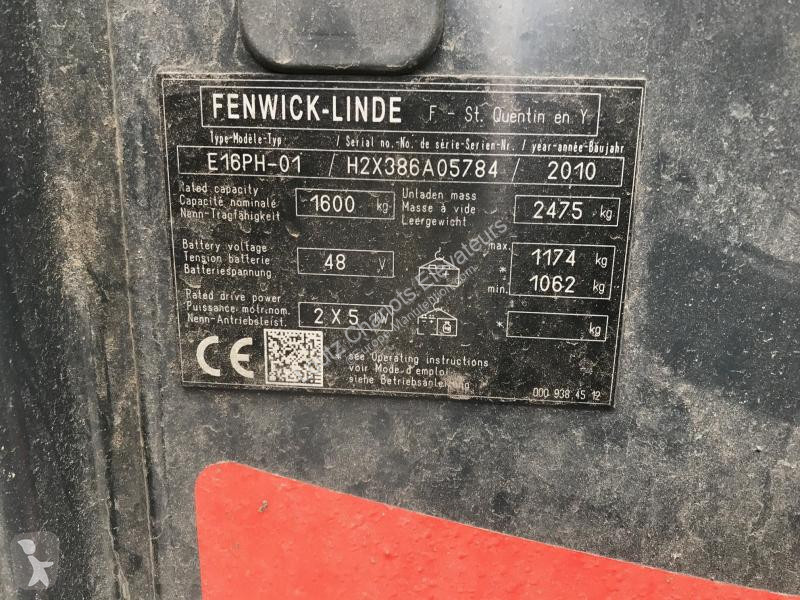 FENWICK-LINDE F - St. Quentin en Y
Type-Modèle-Typ / Serial no.-No. de série-Serien-Nr. / year-année-Baujahr
E16PH-01 / H2X386A05784 / 2010
Rated capacity
Capacité nominale
Nenn-Tragfähigkeit
1600 kg
Unladen mass
Masse à vide
Leergewicht
2475 kg
Battery voltage
Tension batterie
Batteriespannung
48 V
max. 1174 kg
*
min. 1062 kg
Rated drive power
Puissance motr.nom.
Nenn-Antriebsleist.
2 X 5 kW
* kg
CE
* see Operating instructions
voir Mode d'emploi
siehe Betriebsanleitung
000 938 45 12